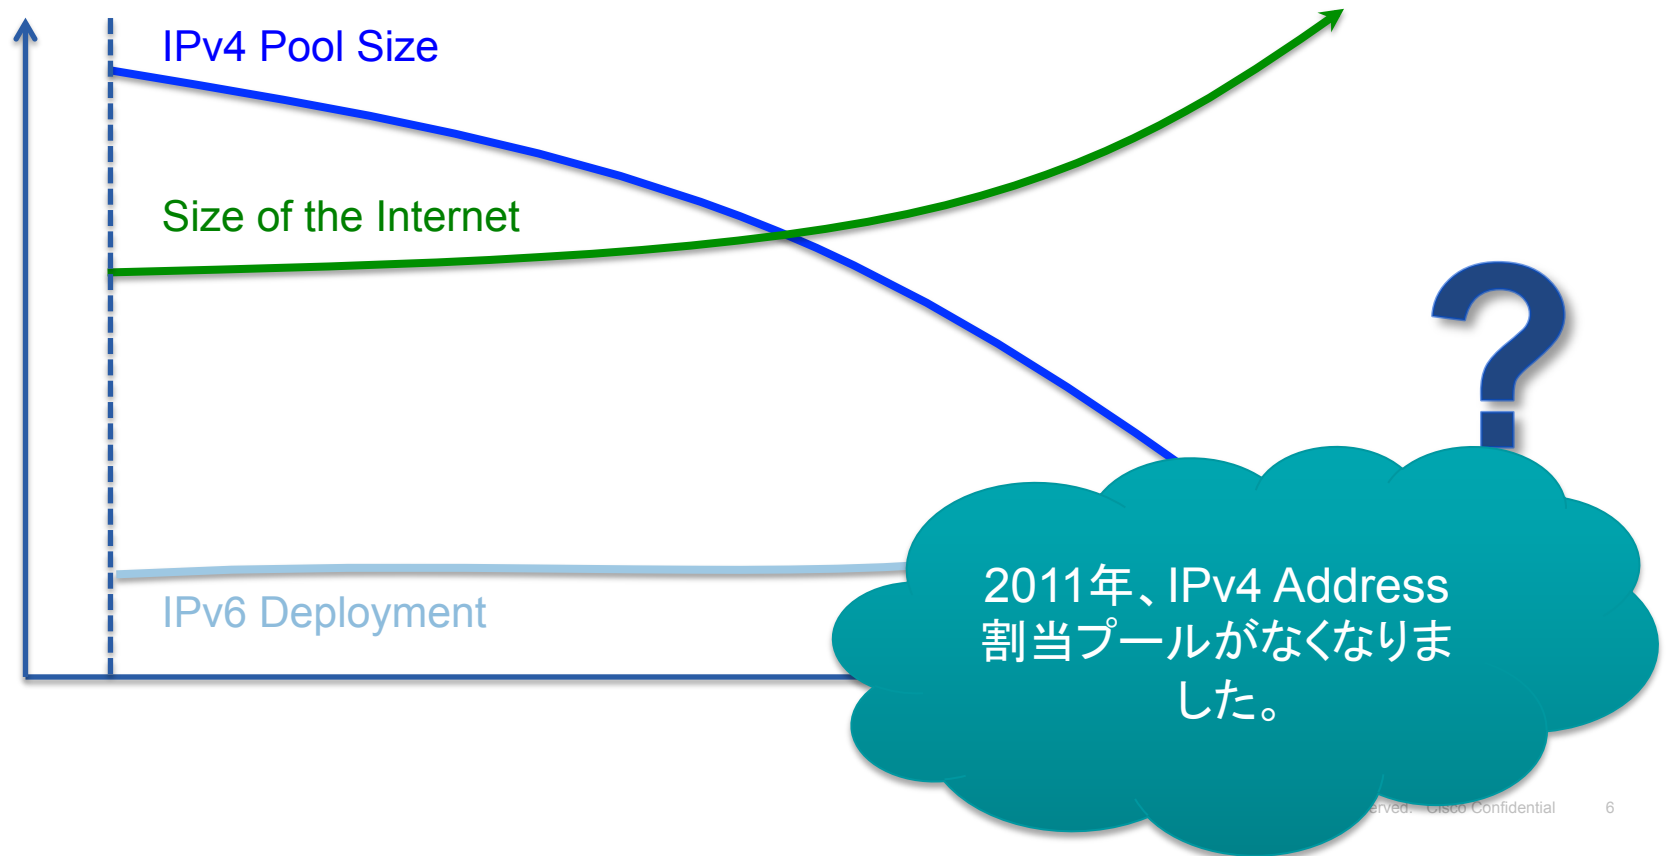 IPv4 Pool Size
Size of the Internet
?
IPv6 Deployment
2011年、IPv4 Address
割当プールがなくなりま
した。
Cisco Confidential 6